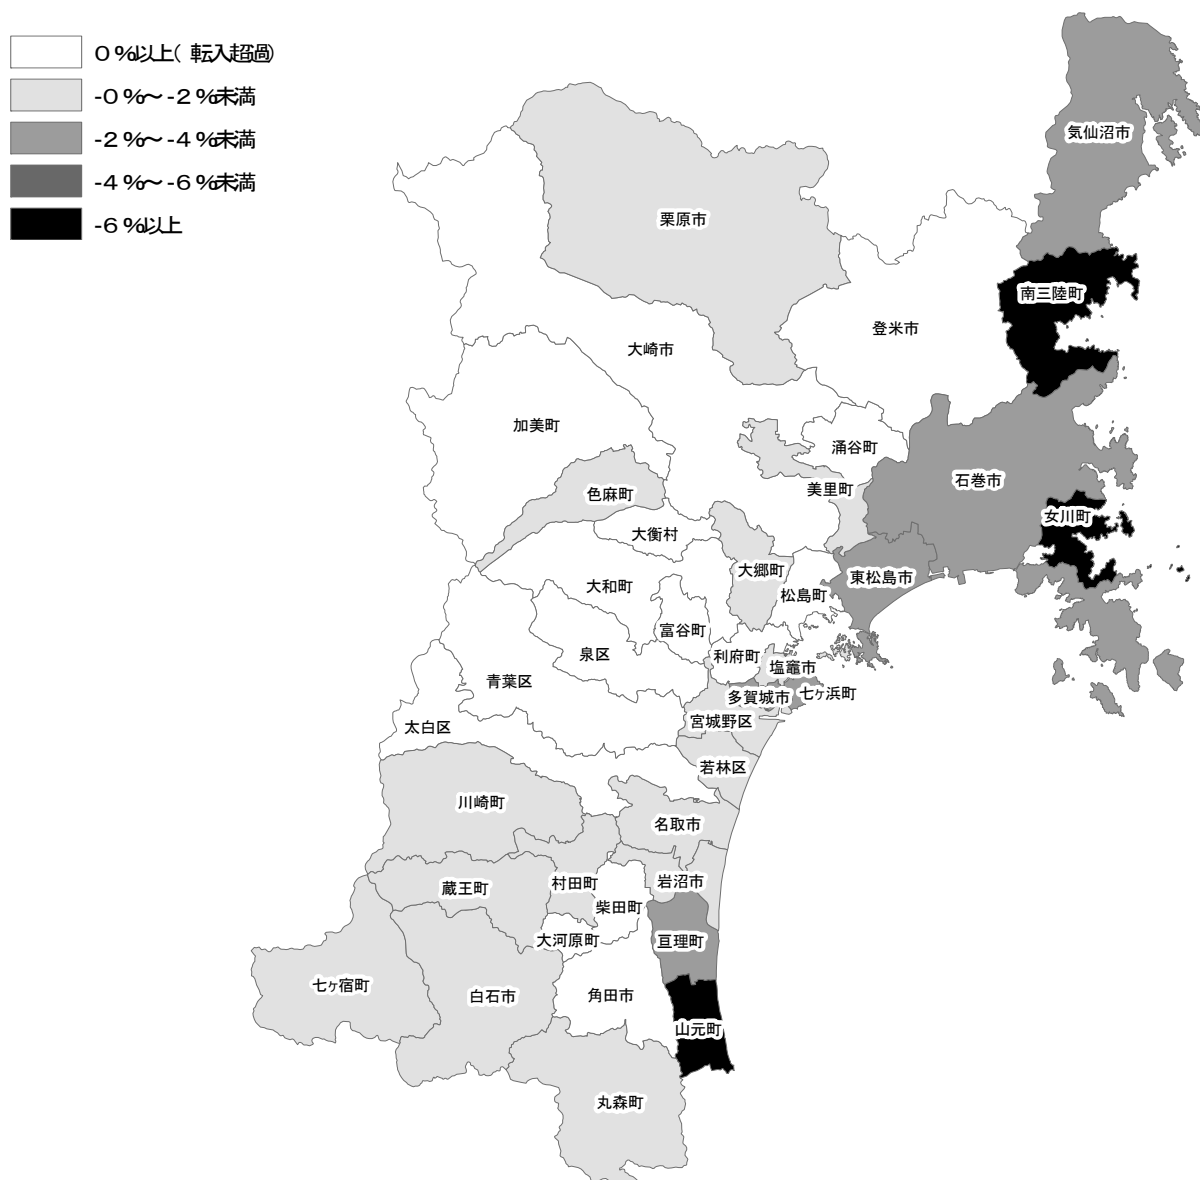 0%以上(転入超過)
-0%～-2%未満
-2%～-4%未満
-4%～-6%未満
-6%以上
気仙沼市
栗原市
南三陸町
登米市
大崎市
加美町
涌谷町
石巻市
美里町
色麻町
女川町
大衡村
大郷町
東松島市
大和町
松島町
富谷町
泉区
利府町
塩竈市
青葉区
多賀城市
七ヶ浜町
宮城野区
太白区
若林区
川崎町
名取市
村田町
岩沼市
蔵王町
柴田町
大河原町
亘理町
七ヶ宿町
白石市
角田市
山元町
丸森町